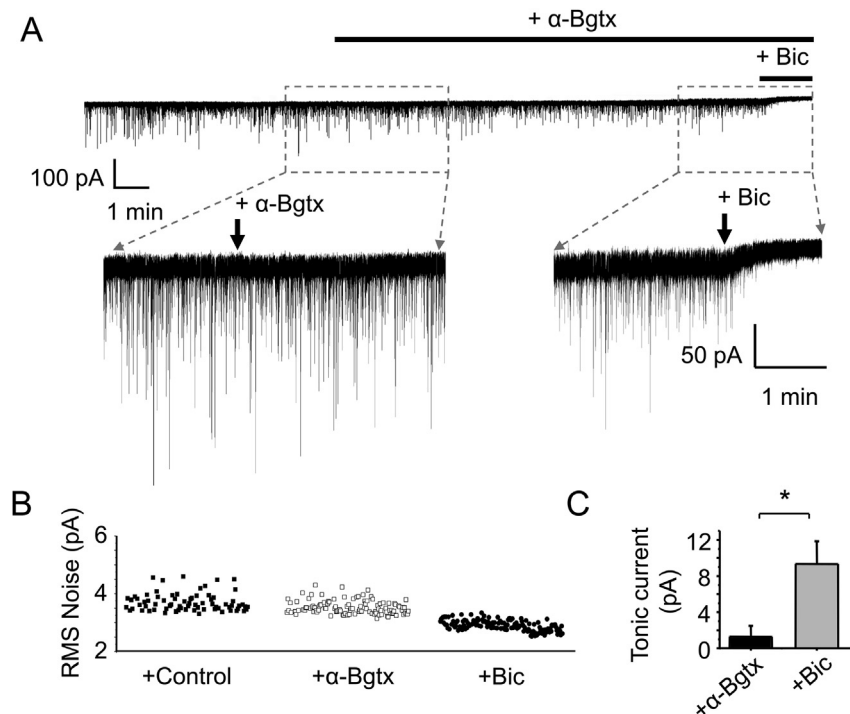 A
+ α-Bgtx
+ Bic
100 pA
1 min
+ α-Bgtx
+ Bic
50 pA
1 min
B
RMS Noise (pA)
6
4
2
+Control
+α-Bgtx
+Bic
C
*
Tonic current
(pA)
12
8
4
0
+α-Bgtx
+Bic